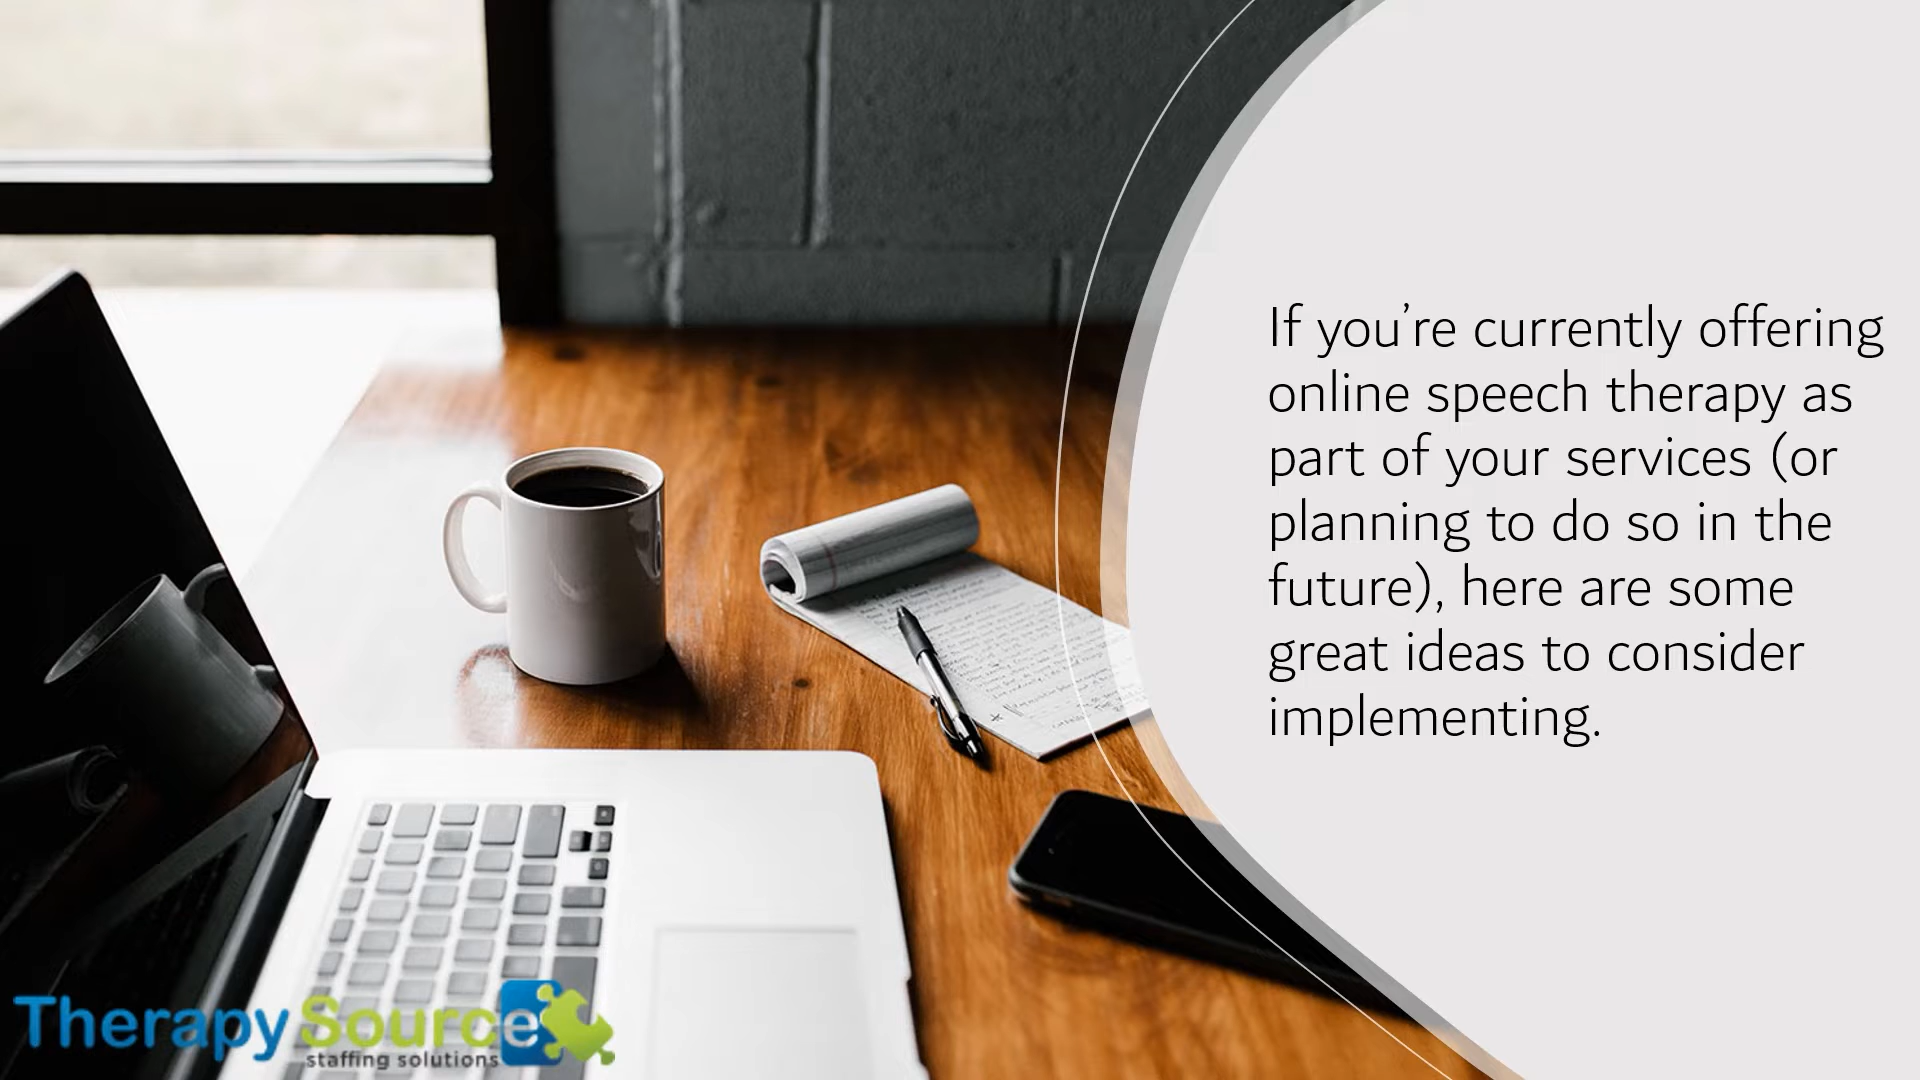 If you’re currently offering
online speech therapy as
part of your services (or
planning to do so in the
future), here are some
great ideas to consider
implementing.
TherapySource
staffing solutions